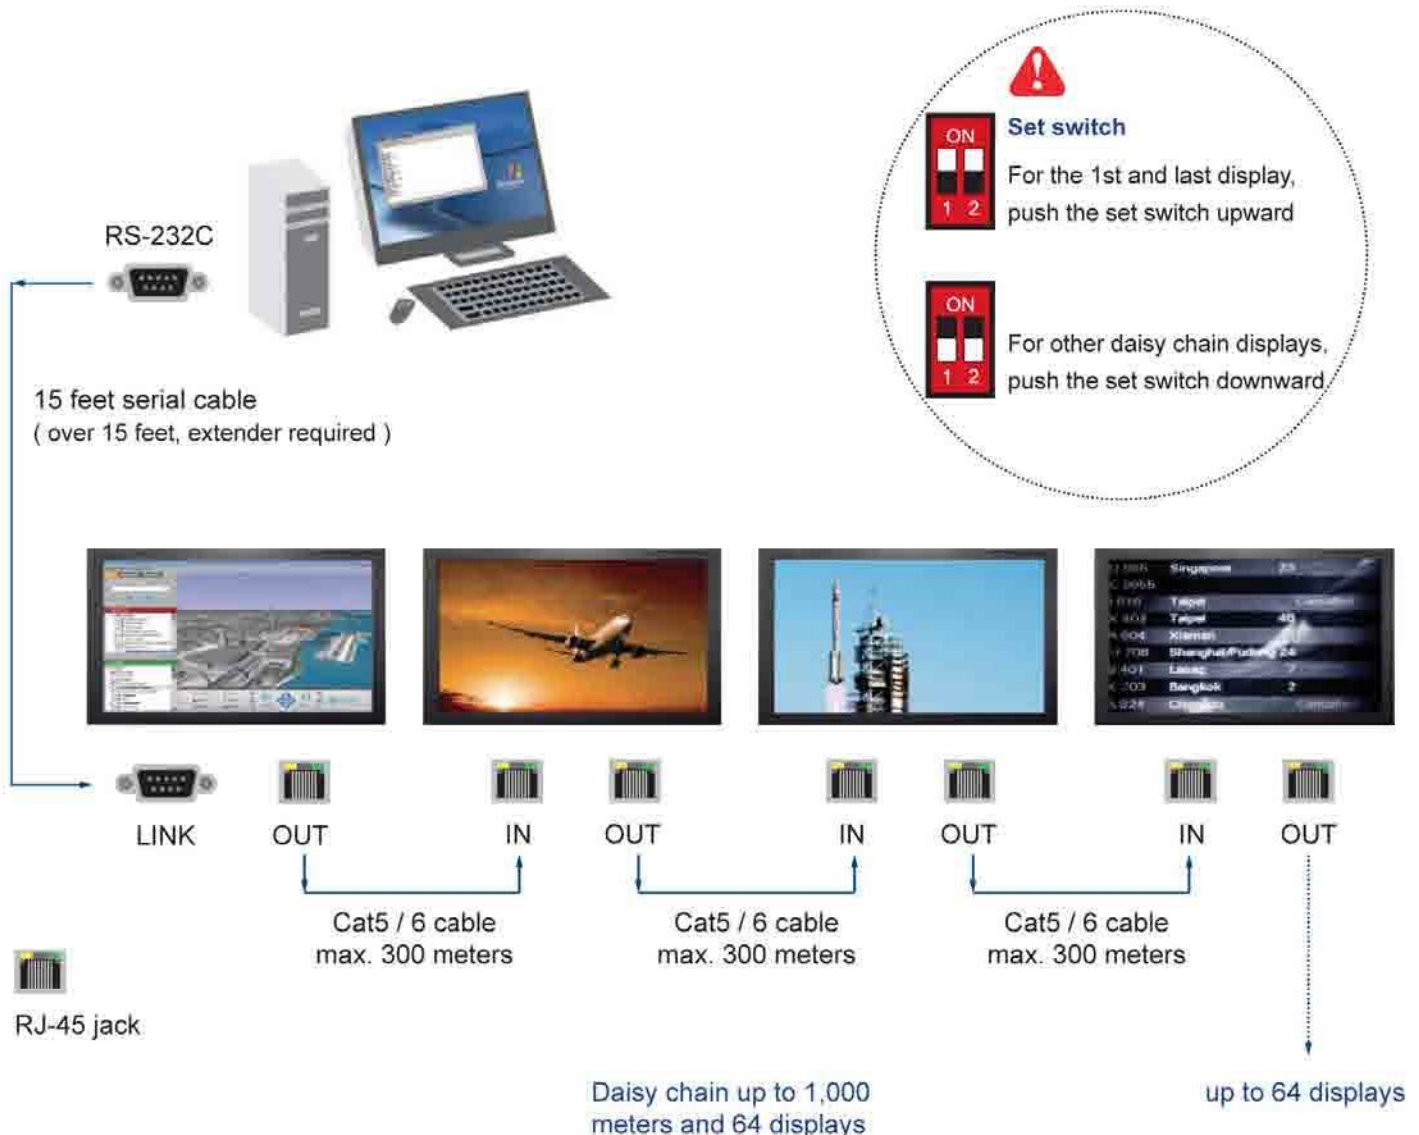 ON
Set switch
1 2
For the 1st and last display,
push the set switch upward
RS-232C
ON
1 2
For other daisy chain displays,
push the set switch downward
15 feet serial cable
( over 15 feet, extender required )
Singapore
Taipei
Taipei
Xiamen
Shanghai/Pudong 24
Bangkok 2
LINK
OUT
IN
OUT
IN
OUT
IN
OUT
Cat5 / 6 cable
max. 300 meters
Cat5 / 6 cable
max. 300 meters
Cat5 / 6 cable
max. 300 meters
RJ-45 jack
Daisy chain up to 1,000
meters and 64 displays
up to 64 displays